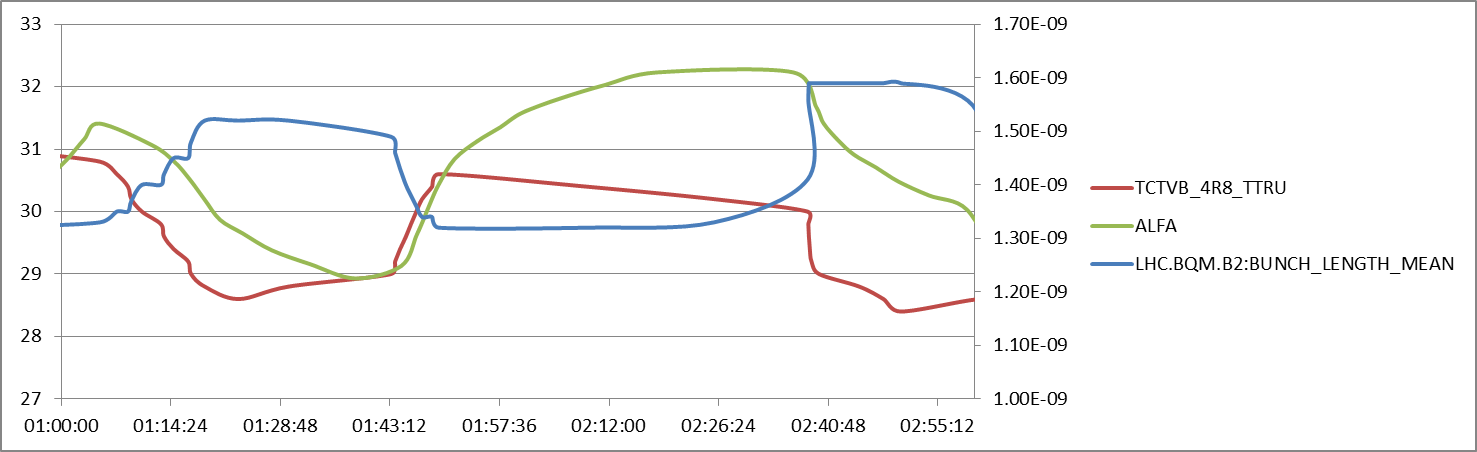 33
32
31
30
29
28
27
1.70E-09
1.60E-09
1.50E-09
1.40E-09
1.30E-09
1.20E-09
1.10E-09
1.00E-09
01:00:00 01:14:24 01:28:48 01:43:12 01:57:36 02:12:00 02:26:24 02:40:48 02:55:12
TCTVB_4R8_TTRU
ALFA
LHC.BQM.B2:BUNCH_LENGTH_MEAN